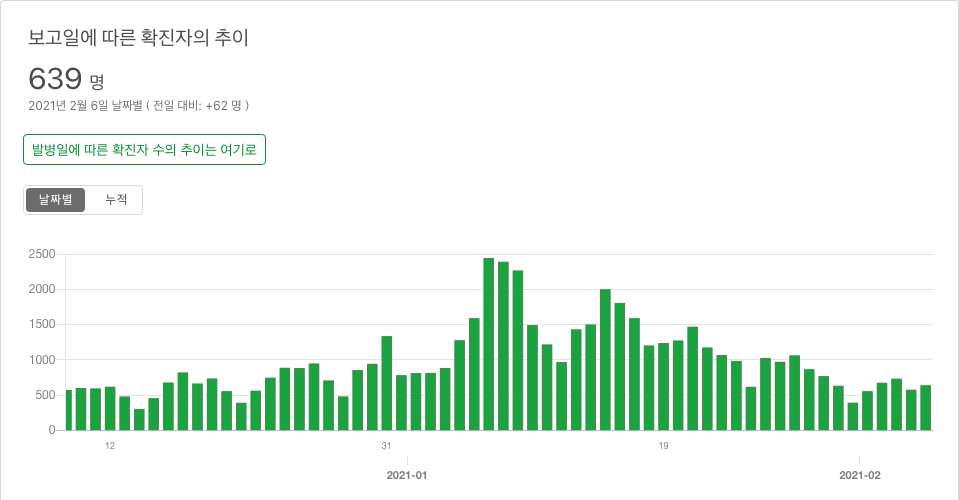 보고일에 따른 확진자의 추이
639 명
2021년 2월 6일 날짜별 ( 전일 대비: +62 명 )
발병일에 따른 확진자 수의 추이는 여기로
날짜별 누적
2500
2000
1500
1000
500
0
12 31 19
2021-01 2021-02